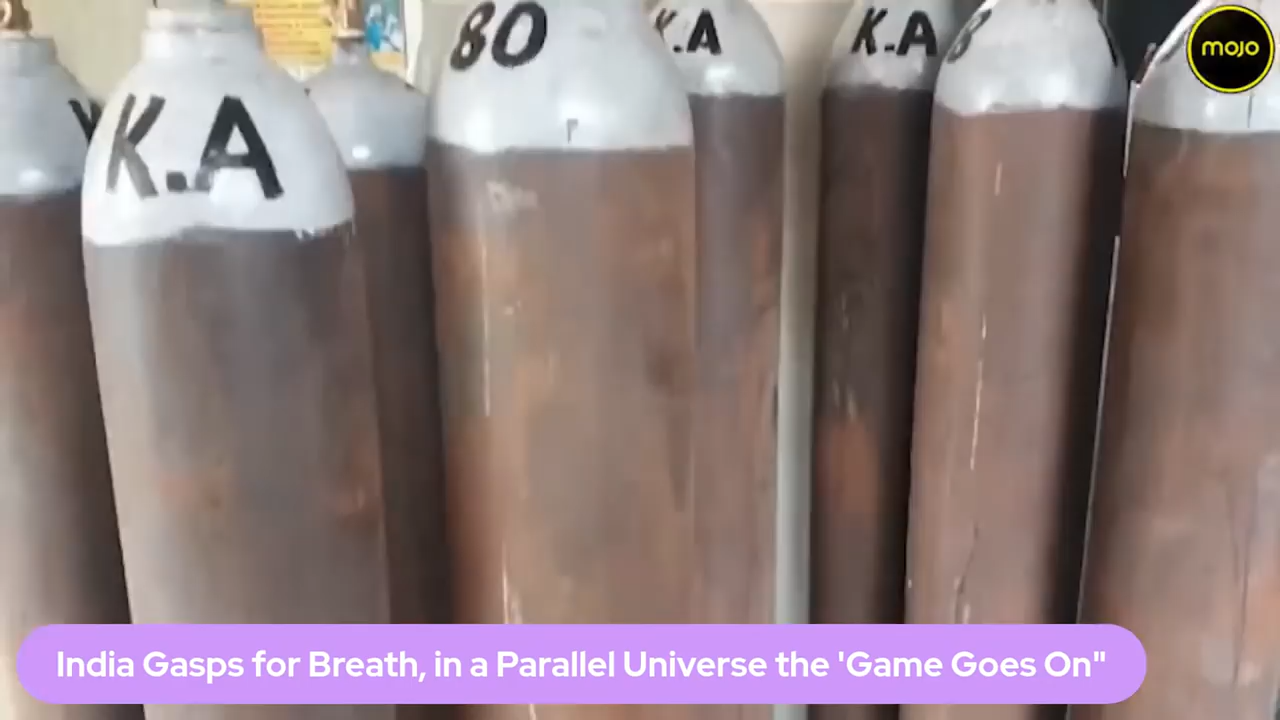 80
K.A
K.A
K.A
mojo
India Gasps for Breath, in a Parallel Universe the 'Game Goes On"